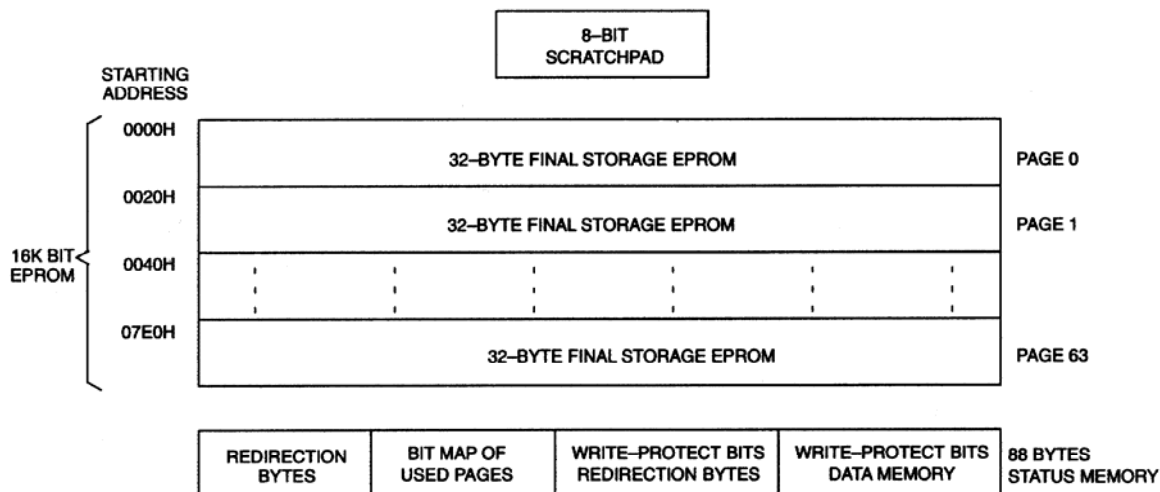 8–BIT
SCRATCHPAD
STARTING
ADDRESS
0000H
32–BYTE FINAL STORAGE EPROM
PAGE 0
0020H
32–BYTE FINAL STORAGE EPROM
PAGE 1
16K BIT
EPROM
0040H
07E0H
32–BYTE FINAL STORAGE EPROM
PAGE 63
REDIRECTION
BYTES
BIT MAP OF
USED PAGES
WRITE–PROTECT BITS
REDIRECTION BYTES
WRITE–PROTECT BITS
DATA MEMORY
88 BYTES
STATUS MEMORY